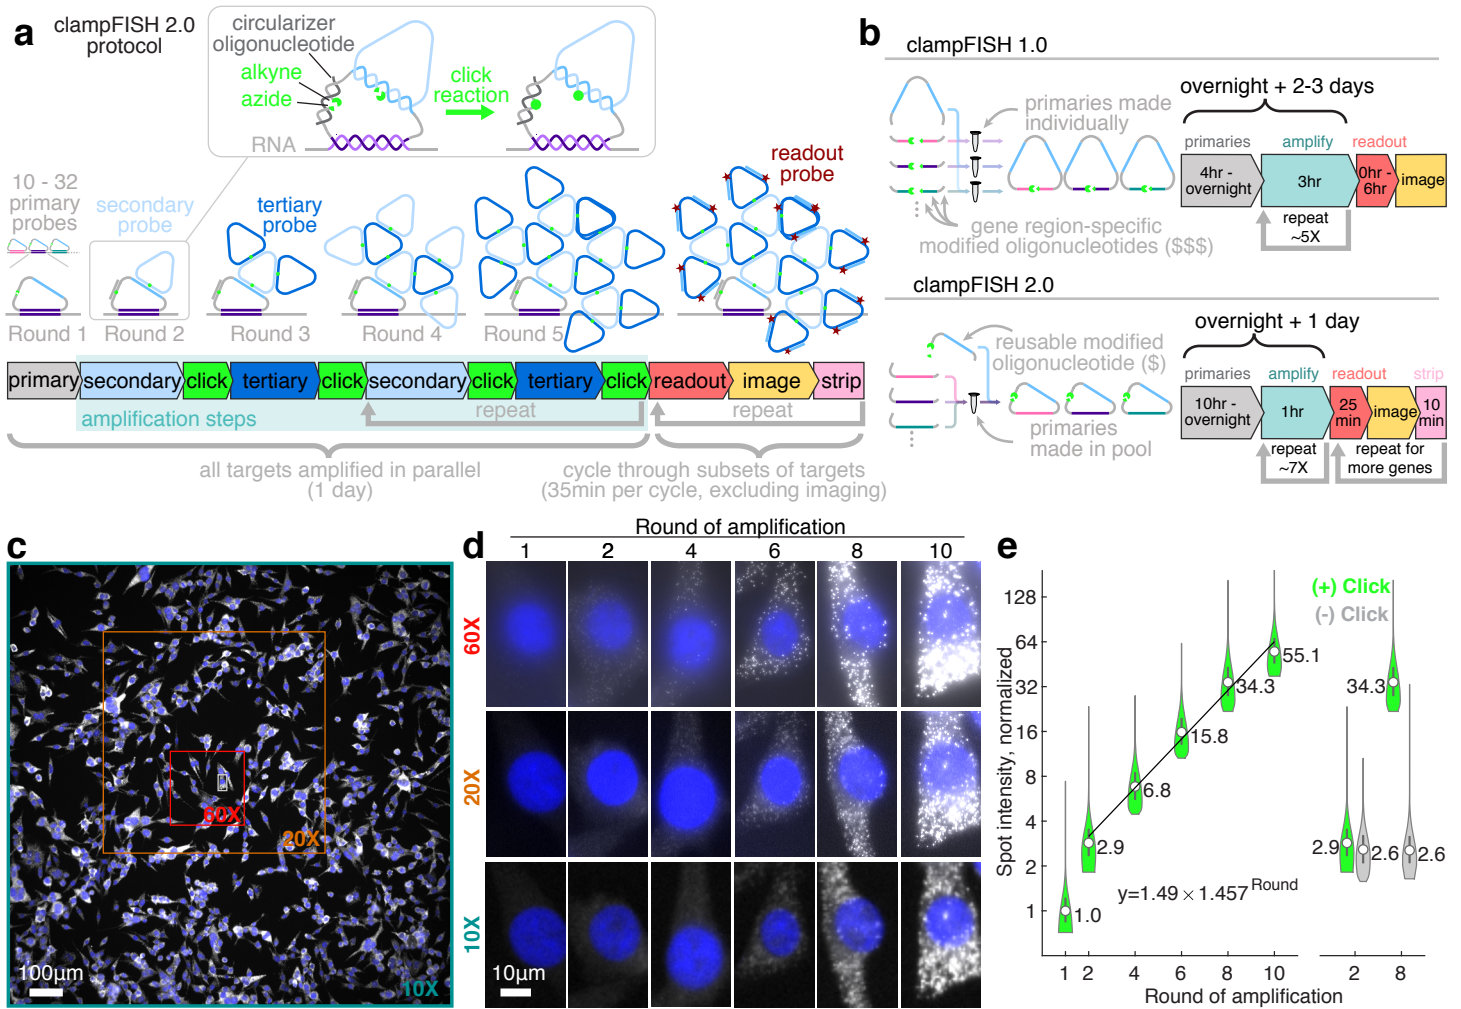 a
clampFISH 2.0
protocol
circularizer
oligonucleotide
alkyne
azide
click
reaction
RNA
10 - 32
primary
probes
secondary
probe
tertiary
probe
readout
probe
Round 1
Round 2
Round 3
Round 4
Round 5
primary
secondary
click
tertiary
click
secondary
click
tertiary
click
readout
image
strip
amplification steps
repeat
repeat
all targets amplified in parallel
(1 day)
cycle through subsets of targets
(35min per cycle, excluding imaging)
b
clampFISH 1.0
primaries made
individually
gene region-specific
modified oligonucleotides ($$$)
overnight + 2-3 days
primaries
amplify
readout
4hr -
overnight
3hr
0hr -
6hr
image
repeat
~5X
clampFISH 2.0
reusable modified
oligonucleotide ($)
primaries
made in pool
overnight + 1 day
primaries
amplify
readout
strip
10hr -
overnight
1hr
25
min
image
10
min
repeat
~7X
repeat for
more genes
c
60X
20X
10X
100µm
d
Round of amplification
1 2 4 6 8 10
60X
20X
10X
10µm
e
(+) Click
(-) Click
Spot intensity, normalized
128
64
32
16
8
4
2
1
1.0
2.9
6.8
15.8
34.3
55.1
y=1.49 × 1.457^Round
34.3
2.9
2.6
2.6
1 2 4 6 8 10
2 8
Round of amplification